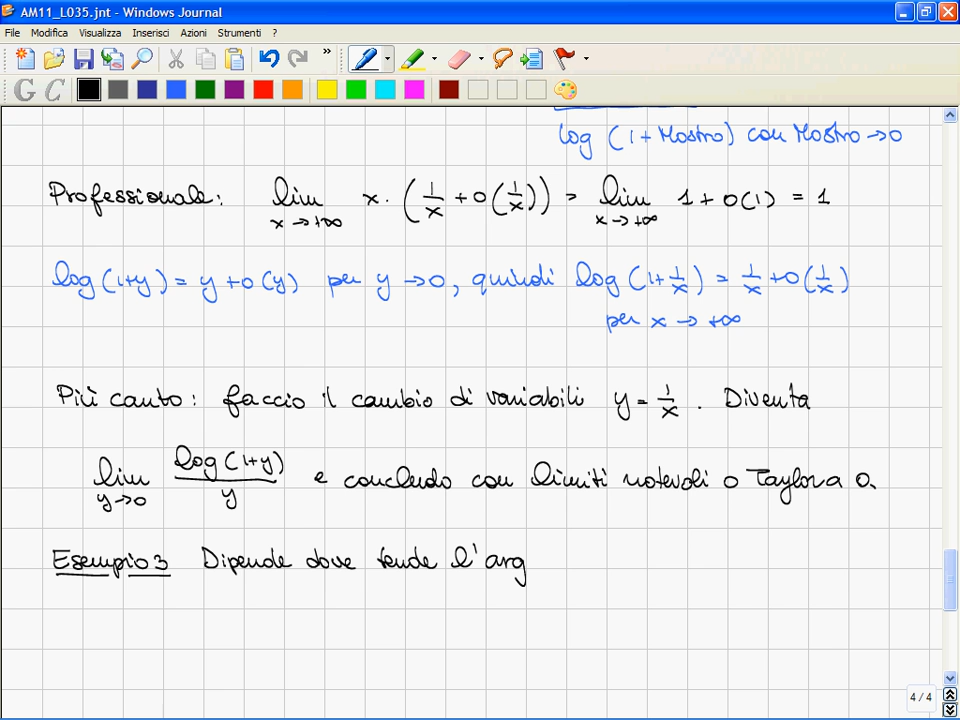 AM11_L035.jnt - Windows Journal
File Modifica Visualizza Inserisci Azioni Strumenti ?
G C
log (1+Mostro) con Mostro → 0
Professionale: lim x→+∞ x · (1/x + o(1/x)) = lim x→+∞ 1 + o(1) = 1
log (1+y) = y + o(y) per y → 0, quindi log (1+1/x) = 1/x + o(1/x)
per x → +∞
Più cauto: faccio il cambio di variabili y = 1/x. Diventa
lim y→0 log(1+y)/y e concludo con limiti notevoli o Taylor a 0.
Esempio 3 Dipende dove tende l'arg
4 / 4